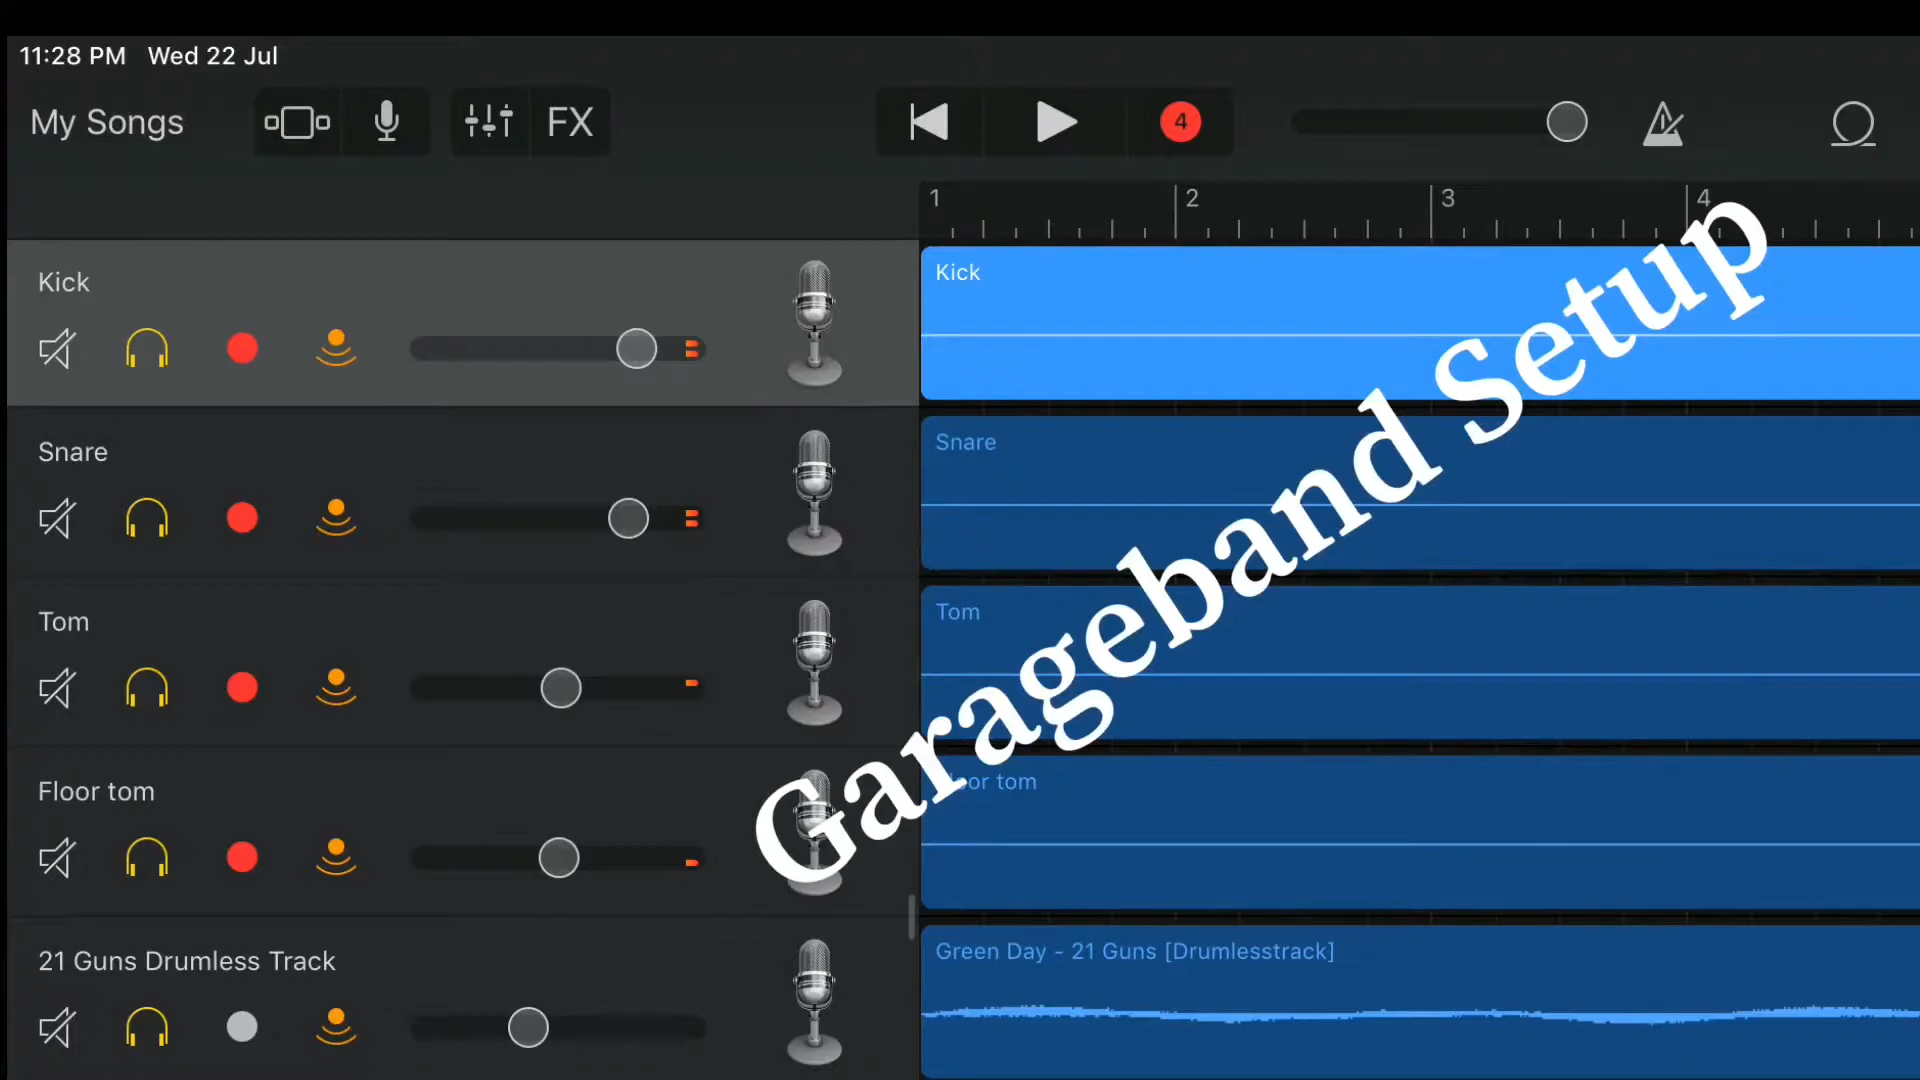 11:28 PM Wed 22 Jul
My Songs
FX
4
1 2 3 4
Kick
Kick
Snare
Snare
Tom
Tom
Floor tom
oor tom
21 Guns Drumless Track
Green Day - 21 Guns [Drumlesstrack]
Garageband Setup